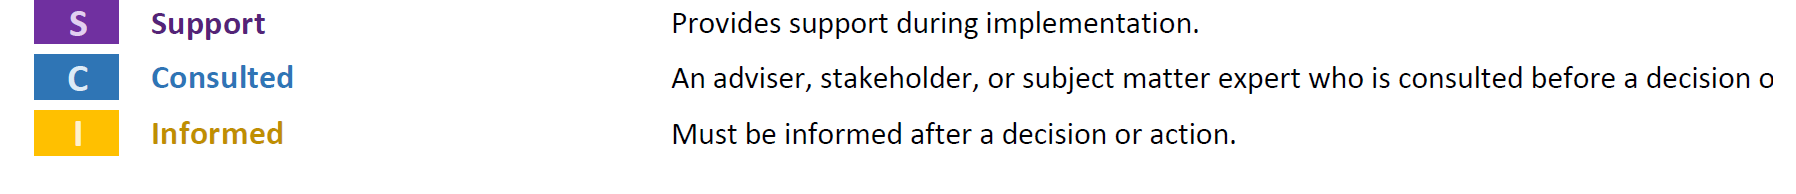 S Support Provides support during implementation.
C Consulted An adviser, stakeholder, or subject matter expert who is consulted before a decision o
I Informed Must be informed after a decision or action.